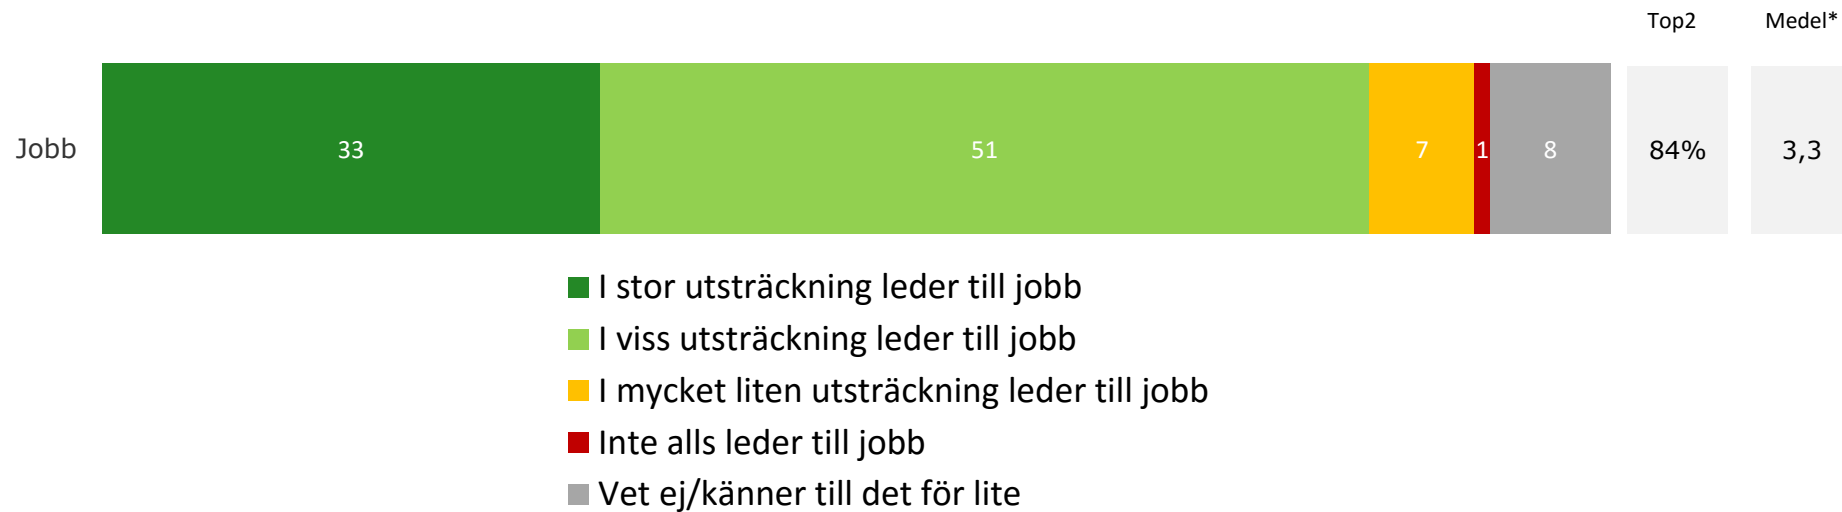 Top2 Medel*
Jobb 33 51 7 1 8 84% 3,3
I stor utsträckning leder till jobb
I viss utsträckning leder till jobb
I mycket liten utsträckning leder till jobb
Inte alls leder till jobb
Vet ej/känner till det för lite